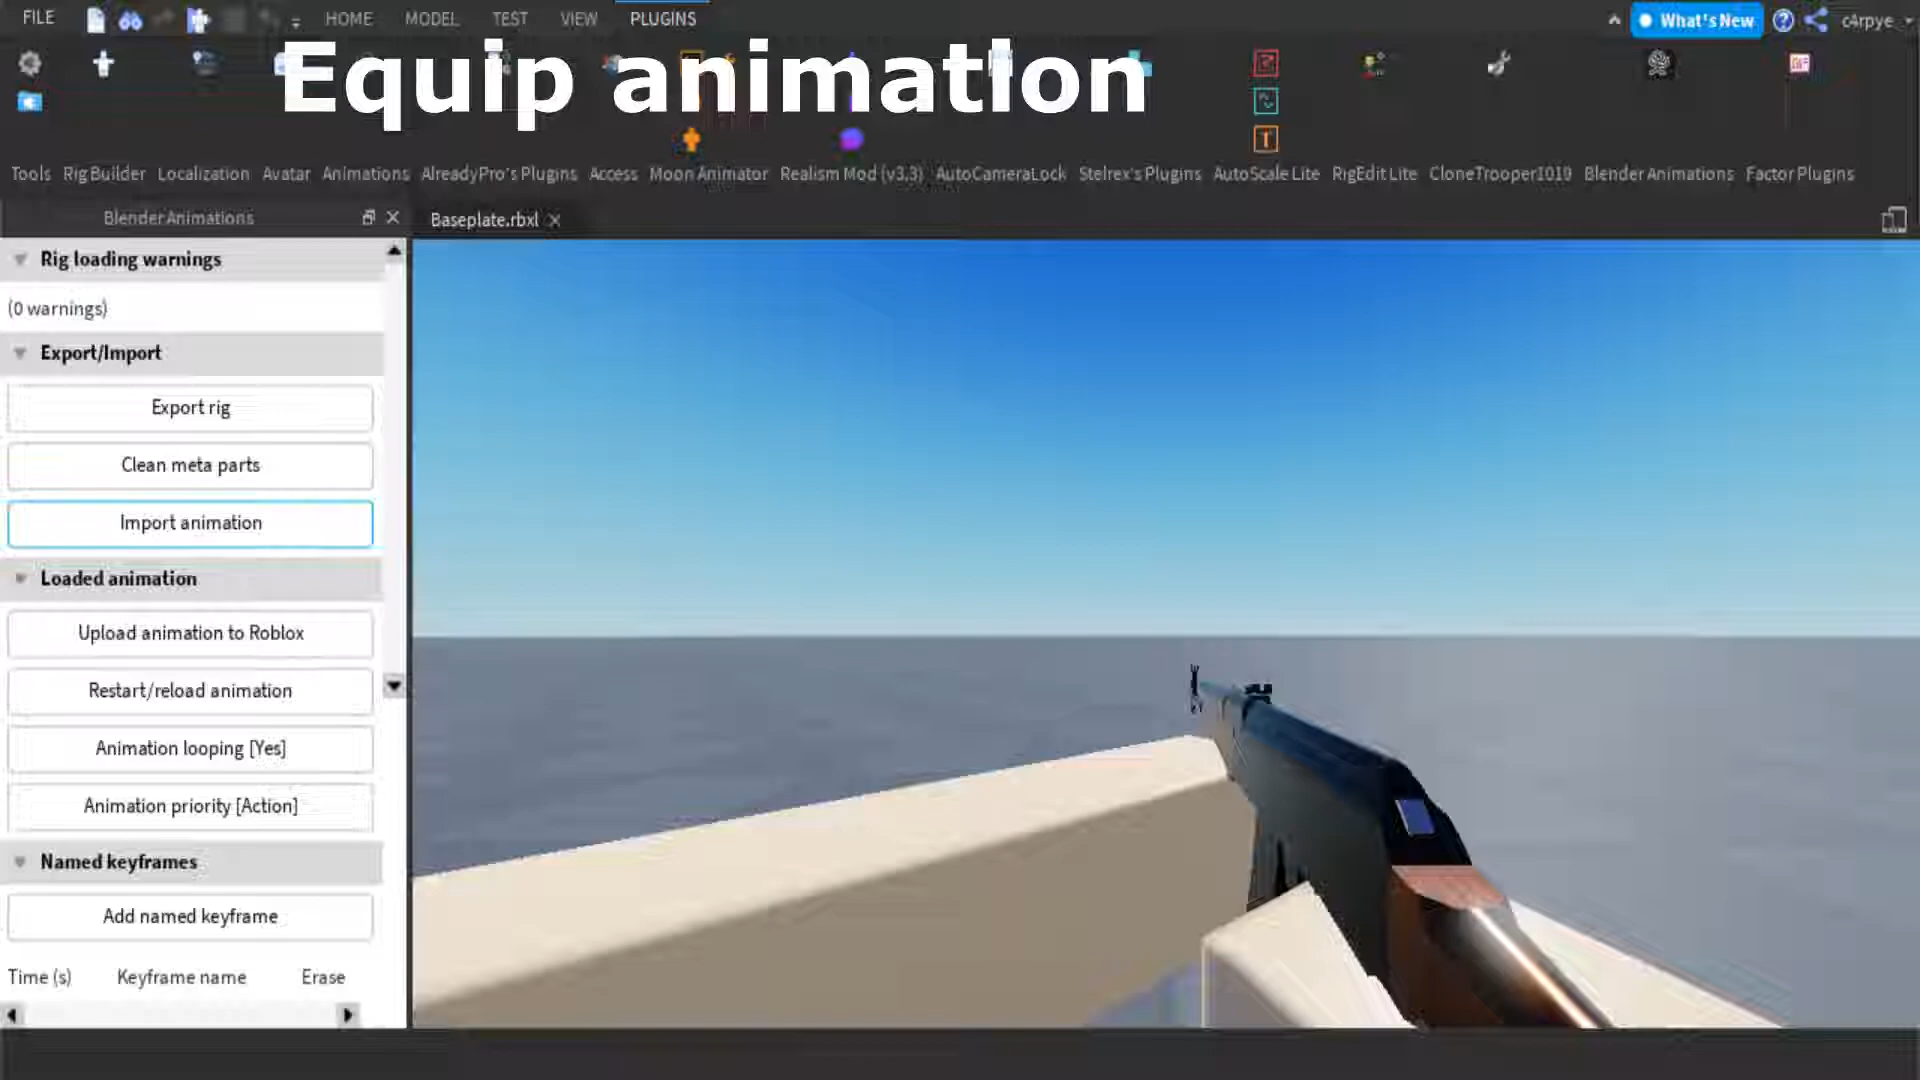 FILE HOME MODEL TEST VIEW PLUGINS What's New c4rpye
Equip animation
Tools Rig Builder Localization Avatar Animations AlreadyPro's Plugins Access Moon Animator Realism Mod (v3.3) AutoCameraLock Stelrex's Plugins AutoScale Lite RigEdit Lite CloneTrooper1019 Blender Animations Factor Plugins
Blender Animations
Baseplate.rbxl
Rig loading warnings
(0 warnings)
Export/Import
Export rig
Clean meta parts
Import animation
Loaded animation
Upload animation to Roblox
Restart/reload animation
Animation looping [Yes]
Animation priority [Action]
Named keyframes
Add named keyframe
Time (s) Keyframe name Erase